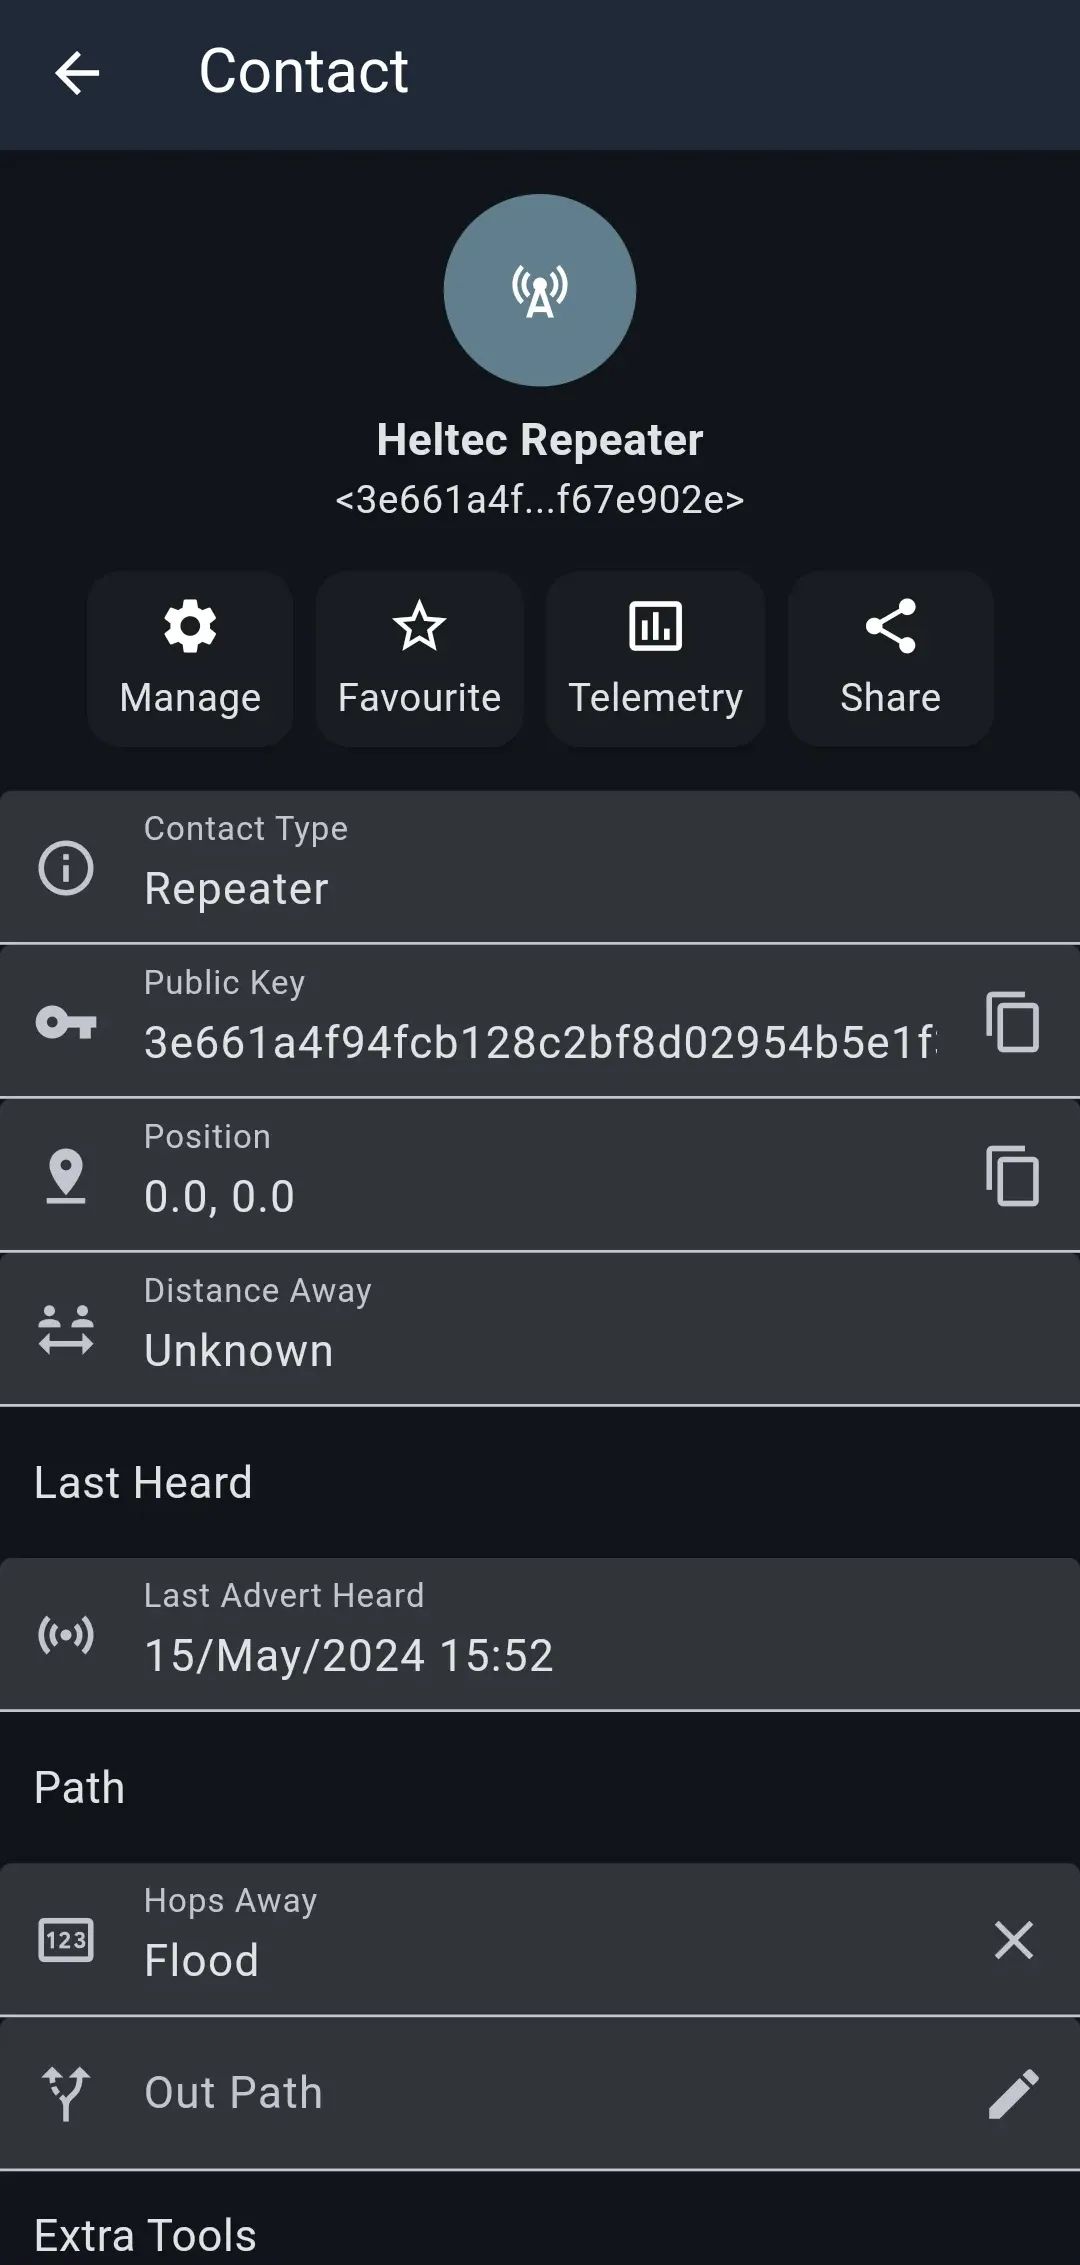 Contact
Heltec Repeater
<3e661a4f...f67e902e>
Manage
Favourite
Telemetry
Share
Contact Type
Repeater
Public Key
3e661a4f94fcb128c2bf8d02954b5e1f
Position
0.0, 0.0
Distance Away
Unknown
Last Heard
Last Advert Heard
15/May/2024 15:52
Path
Hops Away
123
Flood
Out Path
Extra Tools